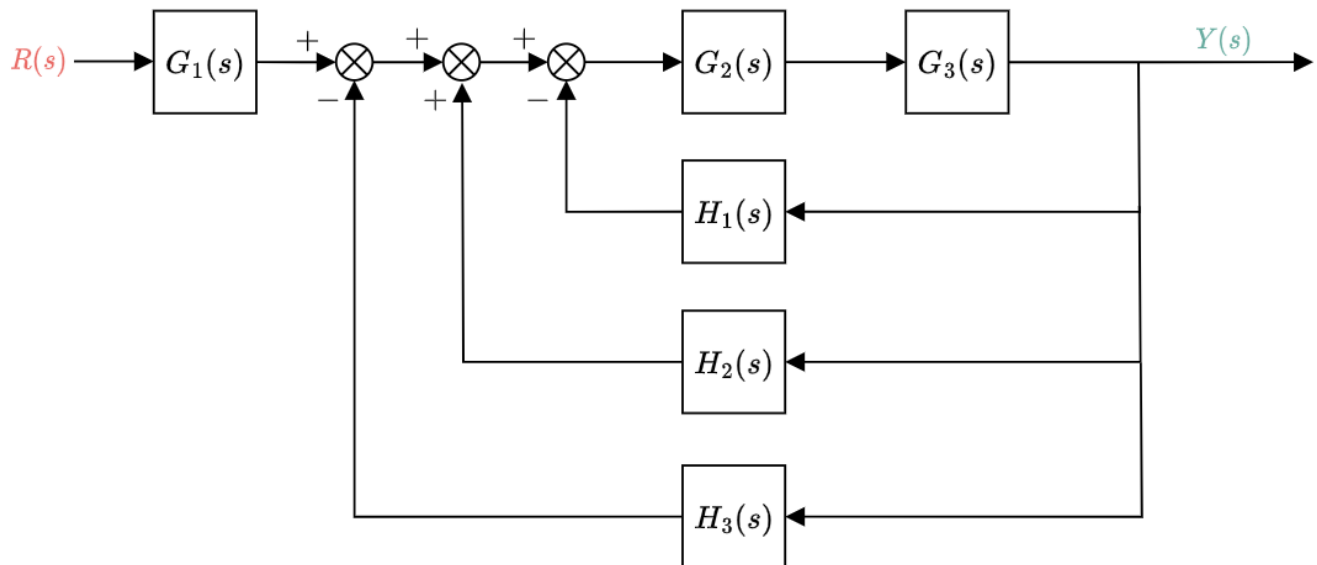 R(s) G₁(s) + − + + + − G₂(s) G₃(s) Y(s)
H₁(s)
H₂(s)
H₃(s)